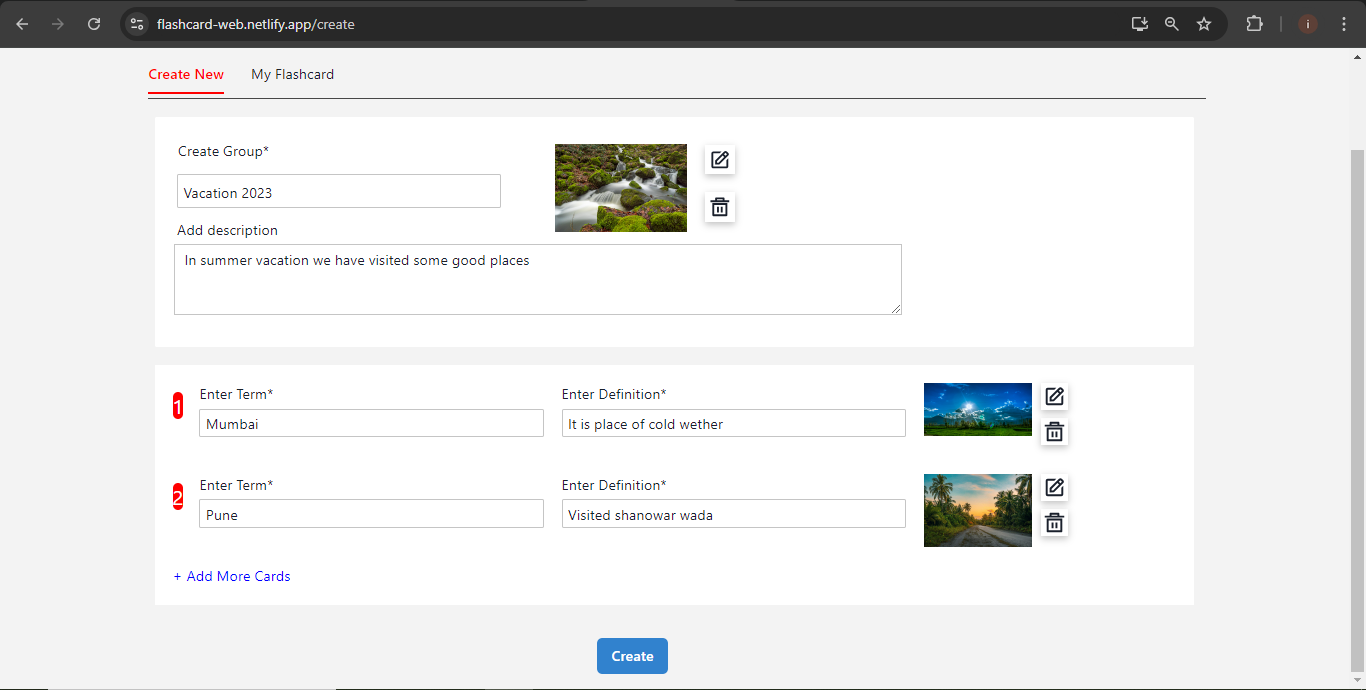 flashcard-web.netlify.app/create
i
Create New My Flashcard
Create Group*
Vacation 2023
Add description
In summer vacation we have visited some good places
1 Enter Term* Enter Definition*
Mumbai It is place of cold wether
2 Enter Term* Enter Definition*
Pune Visited shanowar wada
+ Add More Cards
Create